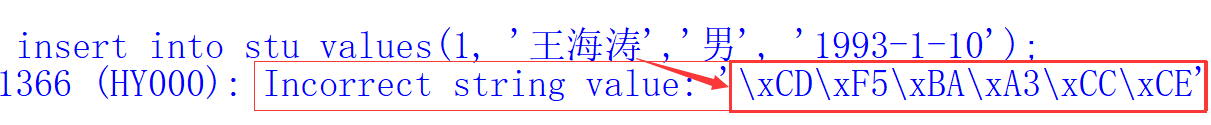 insert into stu values(1, '王海涛','男', '1993-1-10');
1366 (HY000): Incorrect string value: '\xCD\xF5\xBA\xA3\xCC\xCE'